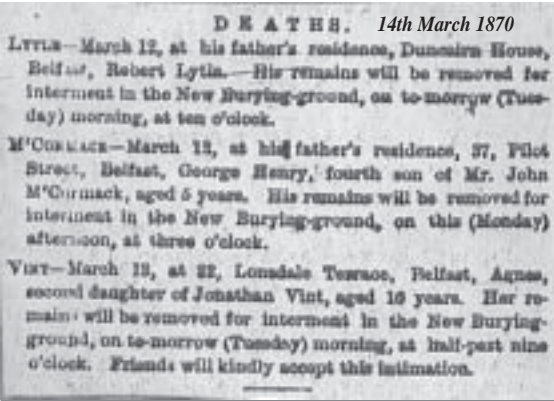 DEATHS. 14th March 1870
LYTLE—March 12, at his father's residence, Duncairn House,
Belfast, Robert Lytle.—His remains will be removed for
interment in the New Burying-ground, on to-morrow (Tues-
day) morning, at ten o'clock.
M'CORMACK—March 13, at his father's residence, 37, Pilot
Street, Belfast, George Henry, fourth son of Mr. John
M'Cormack, aged 5 years. His remains will be removed for
interment in the New Burying-ground, on this (Monday)
afternoon, at three o'clock.
VINT—March 13, at 22, Lonsdale Terrace, Belfast, Agnes,
second daughter of Jonathan Vint, aged 16 years. Her re-
mains will be removed for interment in the New Burying-
ground, on to-morrow (Tuesday) morning, at half-past nine
o'clock. Friends will kindly accept this intimation.